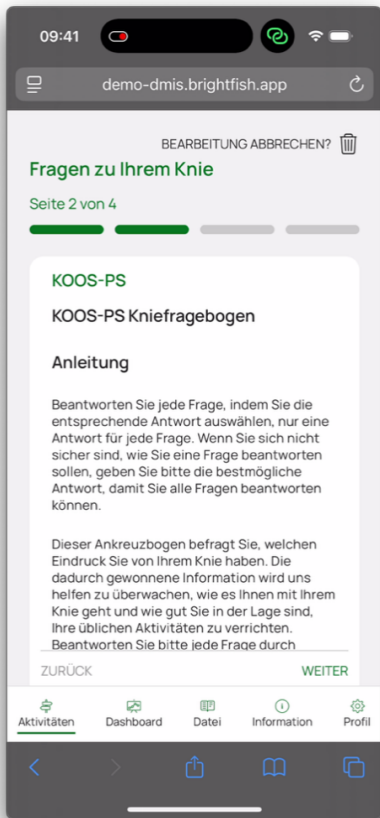 09:41
demo-dmis.brightfish.app
BEARBEITUNG ABBRECHEN?
Fragen zu Ihrem Knie
Seite 2 von 4
KOOS-PS
KOOS-PS Kniefragebogen
Anleitung
Beantworten Sie jede Frage, indem Sie die
entsprechende Antwort auswählen, nur eine
Antwort für jede Frage. Wenn Sie sich nicht
sicher sind, wie Sie eine Frage beantworten
sollen, geben Sie bitte die bestmögliche
Antwort, damit Sie alle Fragen beantworten
können.
Dieser Ankreuzbogen befragt Sie, welchen
Eindruck Sie von Ihrem Knie haben. Die
dadurch gewonnene Information wird uns
helfen zu überwachen, wie es Ihnen mit Ihrem
Knie geht und wie gut Sie in der Lage sind,
Ihre üblichen Aktivitäten zu verrichten.
Beantworten Sie bitte jede Frage durch
ZURÜCK WEITER
Aktivitäten Dashboard Datei Information Profil